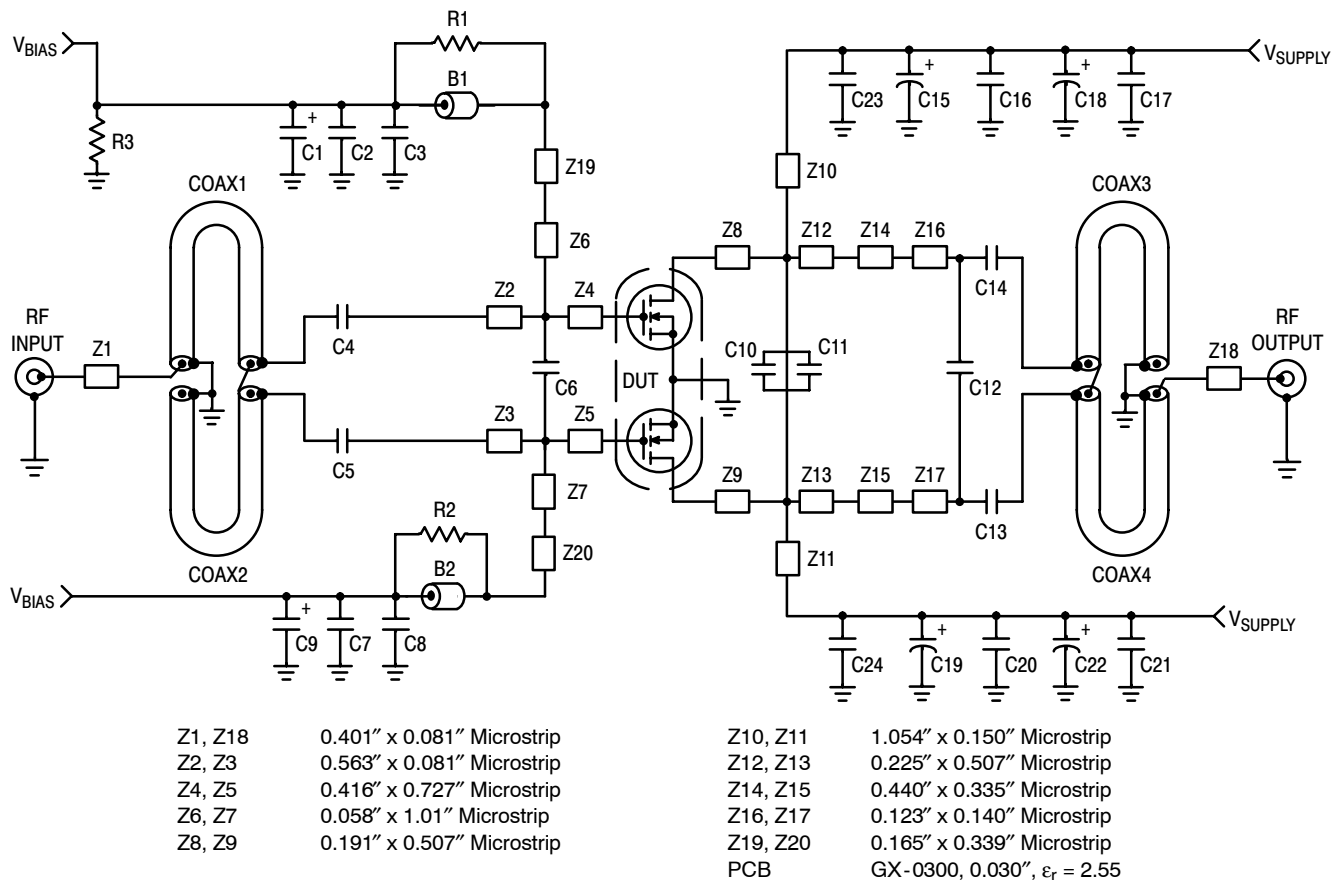 R1
V_BIAS
B1
R3
+
C1
C2
C3
Z19
COAX1
Z6
RF
INPUT
Z1
C4
Z2
Z4
C6
DUT
C5
Z3
Z5
Z7
R2
Z20
COAX2
V_BIAS
B2
+
C9
C7
C8
V_SUPPLY
C23
+
C15
C16
+
C18
C17
Z10
COAX3
Z8
Z12
Z14
Z16
C14
RF
OUTPUT
C10
C11
C12
Z18
Z9
Z13
Z15
Z17
C13
Z11
COAX4
V_SUPPLY
C24
+
C19
C20
+
C22
C21
Z1, Z18 0.401″ x 0.081″ Microstrip
Z2, Z3 0.563″ x 0.081″ Microstrip
Z4, Z5 0.416″ x 0.727″ Microstrip
Z6, Z7 0.058″ x 1.01″ Microstrip
Z8, Z9 0.191″ x 0.507″ Microstrip
Z10, Z11 1.054″ x 0.150″ Microstrip
Z12, Z13 0.225″ x 0.507″ Microstrip
Z14, Z15 0.440″ x 0.335″ Microstrip
Z16, Z17 0.123″ x 0.140″ Microstrip
Z19, Z20 0.165″ x 0.339″ Microstrip
PCB GX-0300, 0.030″, εr = 2.55